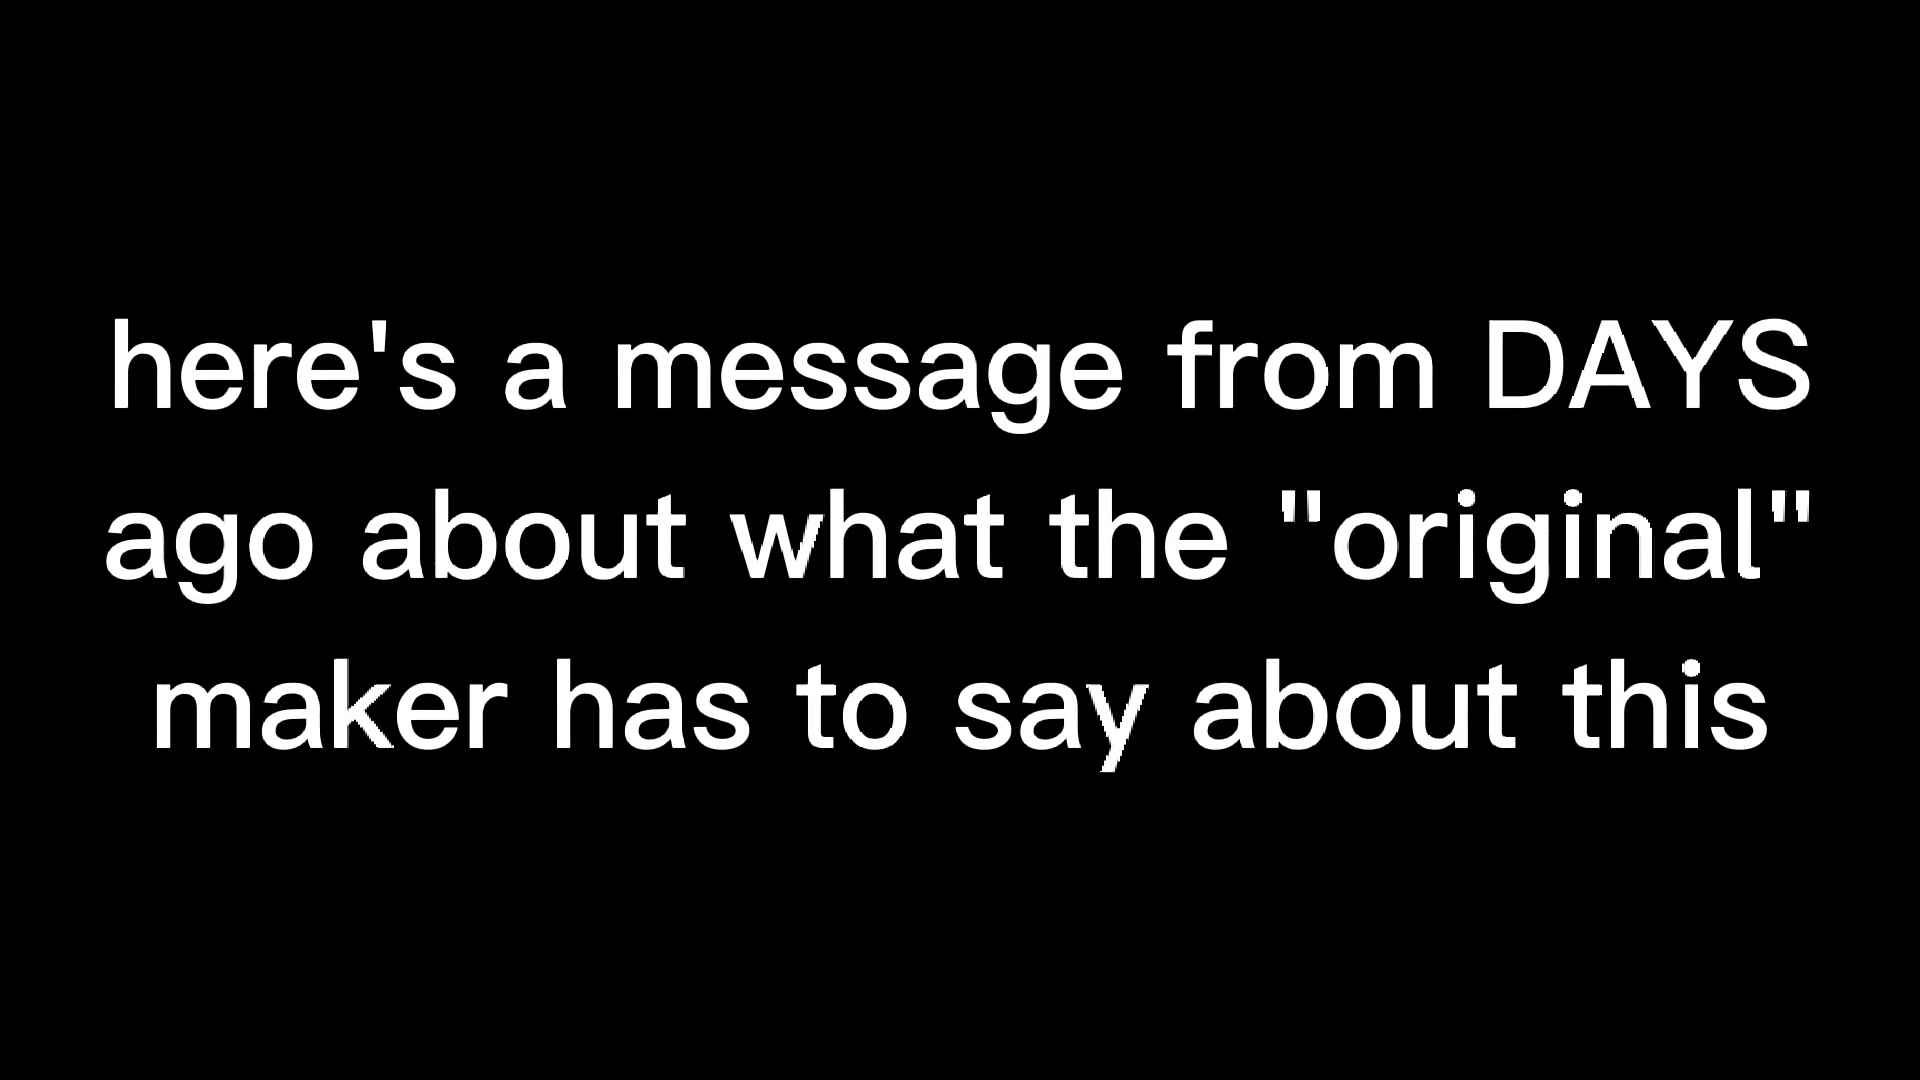 here's a message from DAYS
ago about what the "original"
maker has to say about this